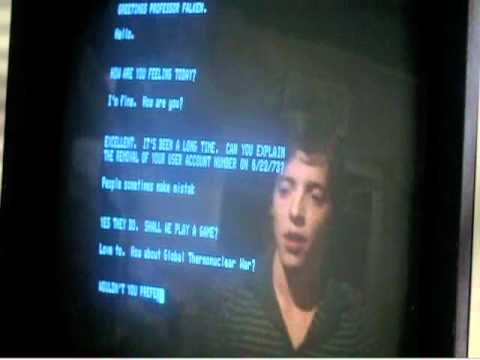 GREETINGS PROFESSOR FALKEN.
Hello.
HOW ARE YOU FEELING TODAY?
I'm fine. How are you?
EXCELLENT. IT'S BEEN A LONG TIME. CAN YOU EXPLAIN
THE REMOVAL OF YOUR USER ACCOUNT NUMBER ON 6/23/73?
People sometimes make mistak
YES THEY DO. SHALL WE PLAY A GAME?
Love to. How about Global Thermonuclear War?
WOULDN'T YOU PREFE